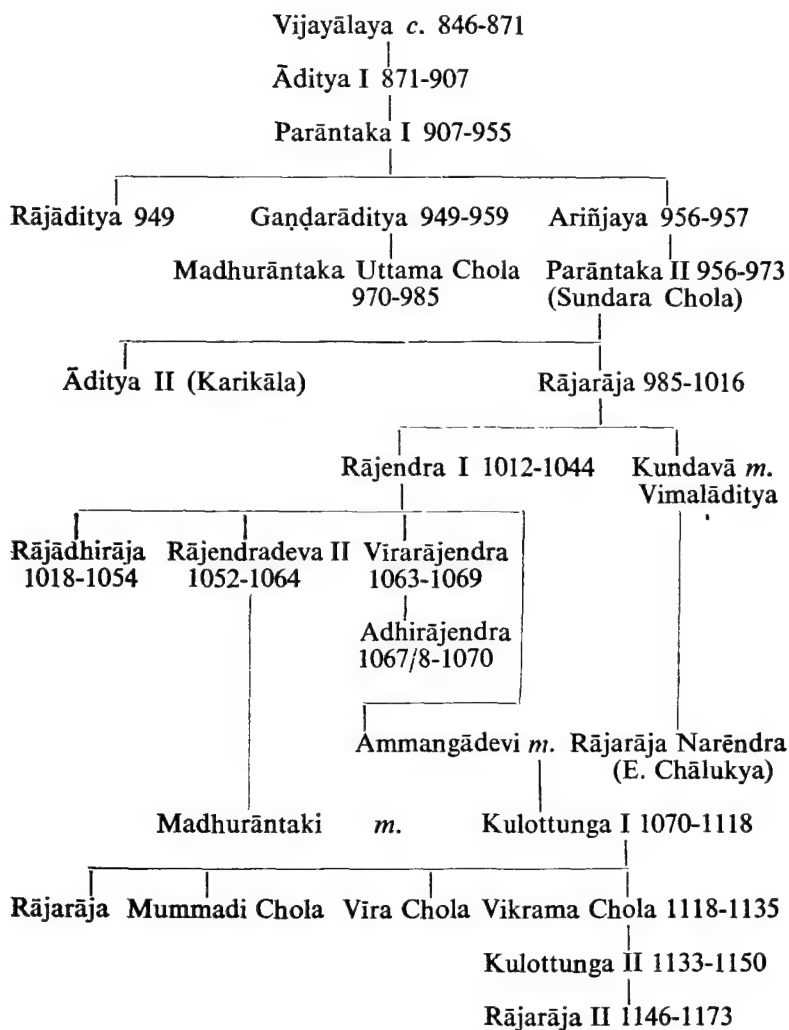 Vijayālaya c. 846-871
Āditya I 871-907
Parāntaka I 907-955
Rājāditya 949 Gaṇḍarāditya 949-959 Ariñjaya 956-957
Madhurāntaka Uttama Chola Parāntaka II 956-973
970-985 (Sundara Chola)
Āditya II (Karikāla) Rājarāja 985-1016
Rājendra I 1012-1044 Kundavā m.
Vimalāditya
Rājādhirāja Rājendradeva II Vīrarājendra
1018-1054 1052-1064 1063-1069
Adhirājendra
1067/8-1070
Ammangādevi m. Rājarāja Narēndra
(E. Chālukya)
Madhurāntaki m. Kulottunga I 1070-1118
Rājarāja Mummadi Chola Vīra Chola Vikrama Chola 1118-1135
Kulottunga II 1133-1150
Rājarāja II 1146-1173